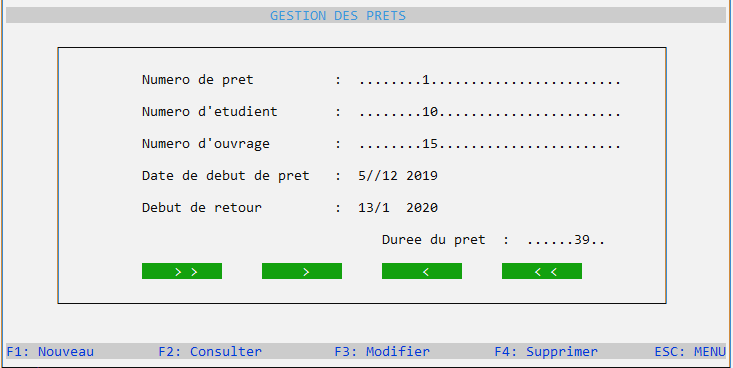 GESTION DES PRETS
Numero de pret : ........1........................
Numero d'etudient : ........10.......................
Numero d'ouvrage : ........15.......................
Date de debut de pret : 5//12 2019
Debut de retour : 13/1 2020
Duree du pret : ......39..
> > > < < <
F1: Nouveau F2: Consulter F3: Modifier F4: Supprimer ESC: MENU